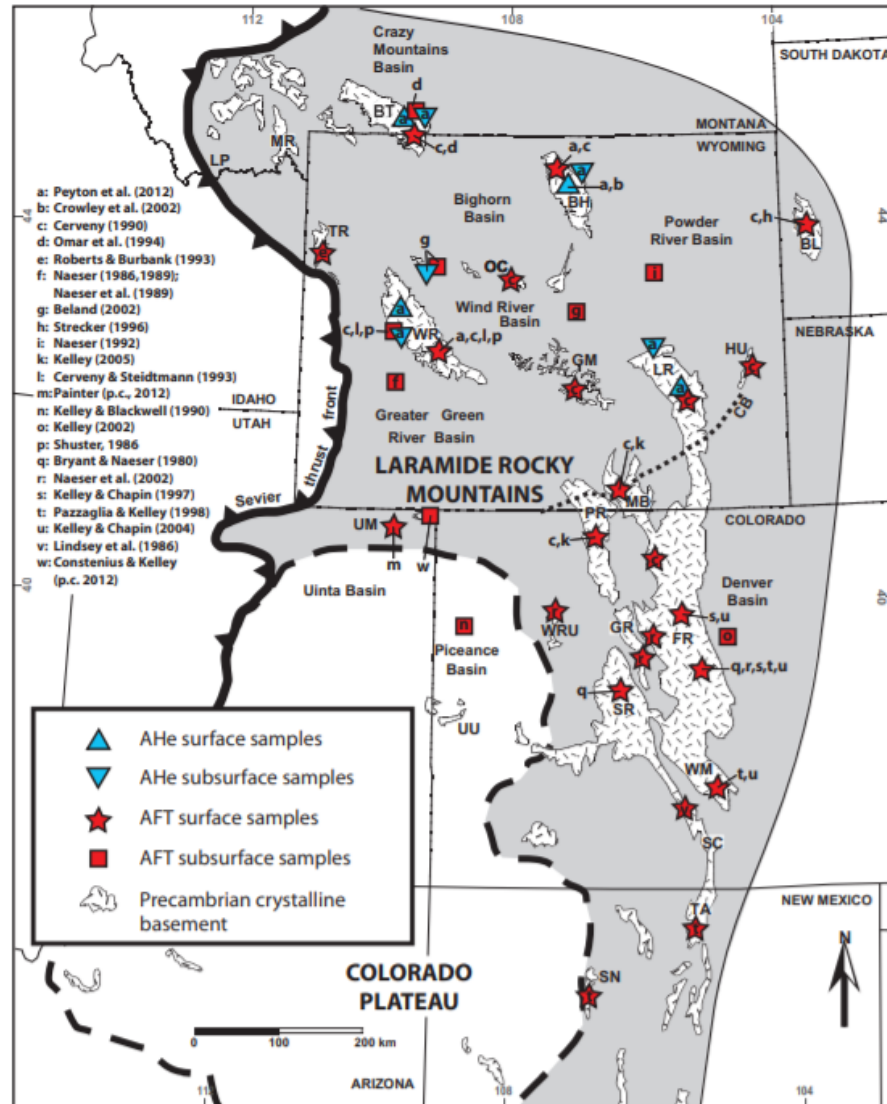 112
108
104
Crazy
Mountains
Basin
SOUTH DAKOTA
d
BT
a
a
MONTANA
WYOMING
c,d
MR
LP
a,c
a
a,b
BH
a: Peyton et al. (2012)
b: Crowley et al. (2002)
c: Cerveny (1990)
d: Omar et al. (1994)
e: Roberts & Burbank (1993)
f: Naeser (1986,1989);
Naeser et al. (1989)
g: Beland (2002)
h: Strecker (1996)
i: Naeser (1992)
k: Kelley (2005)
l: Cerveny & Steidtmann (1993)
m: Painter (p.c., 2012)
n: Kelley & Blackwell (1990)
o: Kelley (2002)
p: Shuster, 1986
q: Bryant & Naeser (1980)
r: Naeser et al. (2002)
s: Kelley & Chapin (1997)
t: Pazzaglia & Kelley (1998)
u: Kelley & Chapin (2004)
v: Lindsey et al. (1986)
w: Constenius & Kelley
(p.c. 2012)
44
44
Bighorn
Basin
Powder
River Basin
c,h
BL
TR
e
g
OC
c
i
Wind River
Basin
g
a
c,l,p
a
WR
a,c,l,p
NEBRASKA
GM
c
LR
a
c
HU
c
CB
f
IDAHO
UTAH
Greater Green
River Basin
Sevier
thrust
front
LARAMIDE ROCKY
MOUNTAINS
c,k
MB
COLORADO
UM
m
w
PR
c,k
c
40
40
Uinta Basin
Denver
Basin
n
Piceance
Basin
r
WRU
GR
r
r
FR
s,u
o
q,r,s,t,u
q
SR
UU
WM
t,u
v
SC
AHe surface samples
AHe subsurface samples
AFT surface samples
AFT subsurface samples
Precambrian crystalline
basement
NEW MEXICO
TA
N
COLORADO
PLATEAU
SN
0
100
200 km
ARIZONA
112
108
104